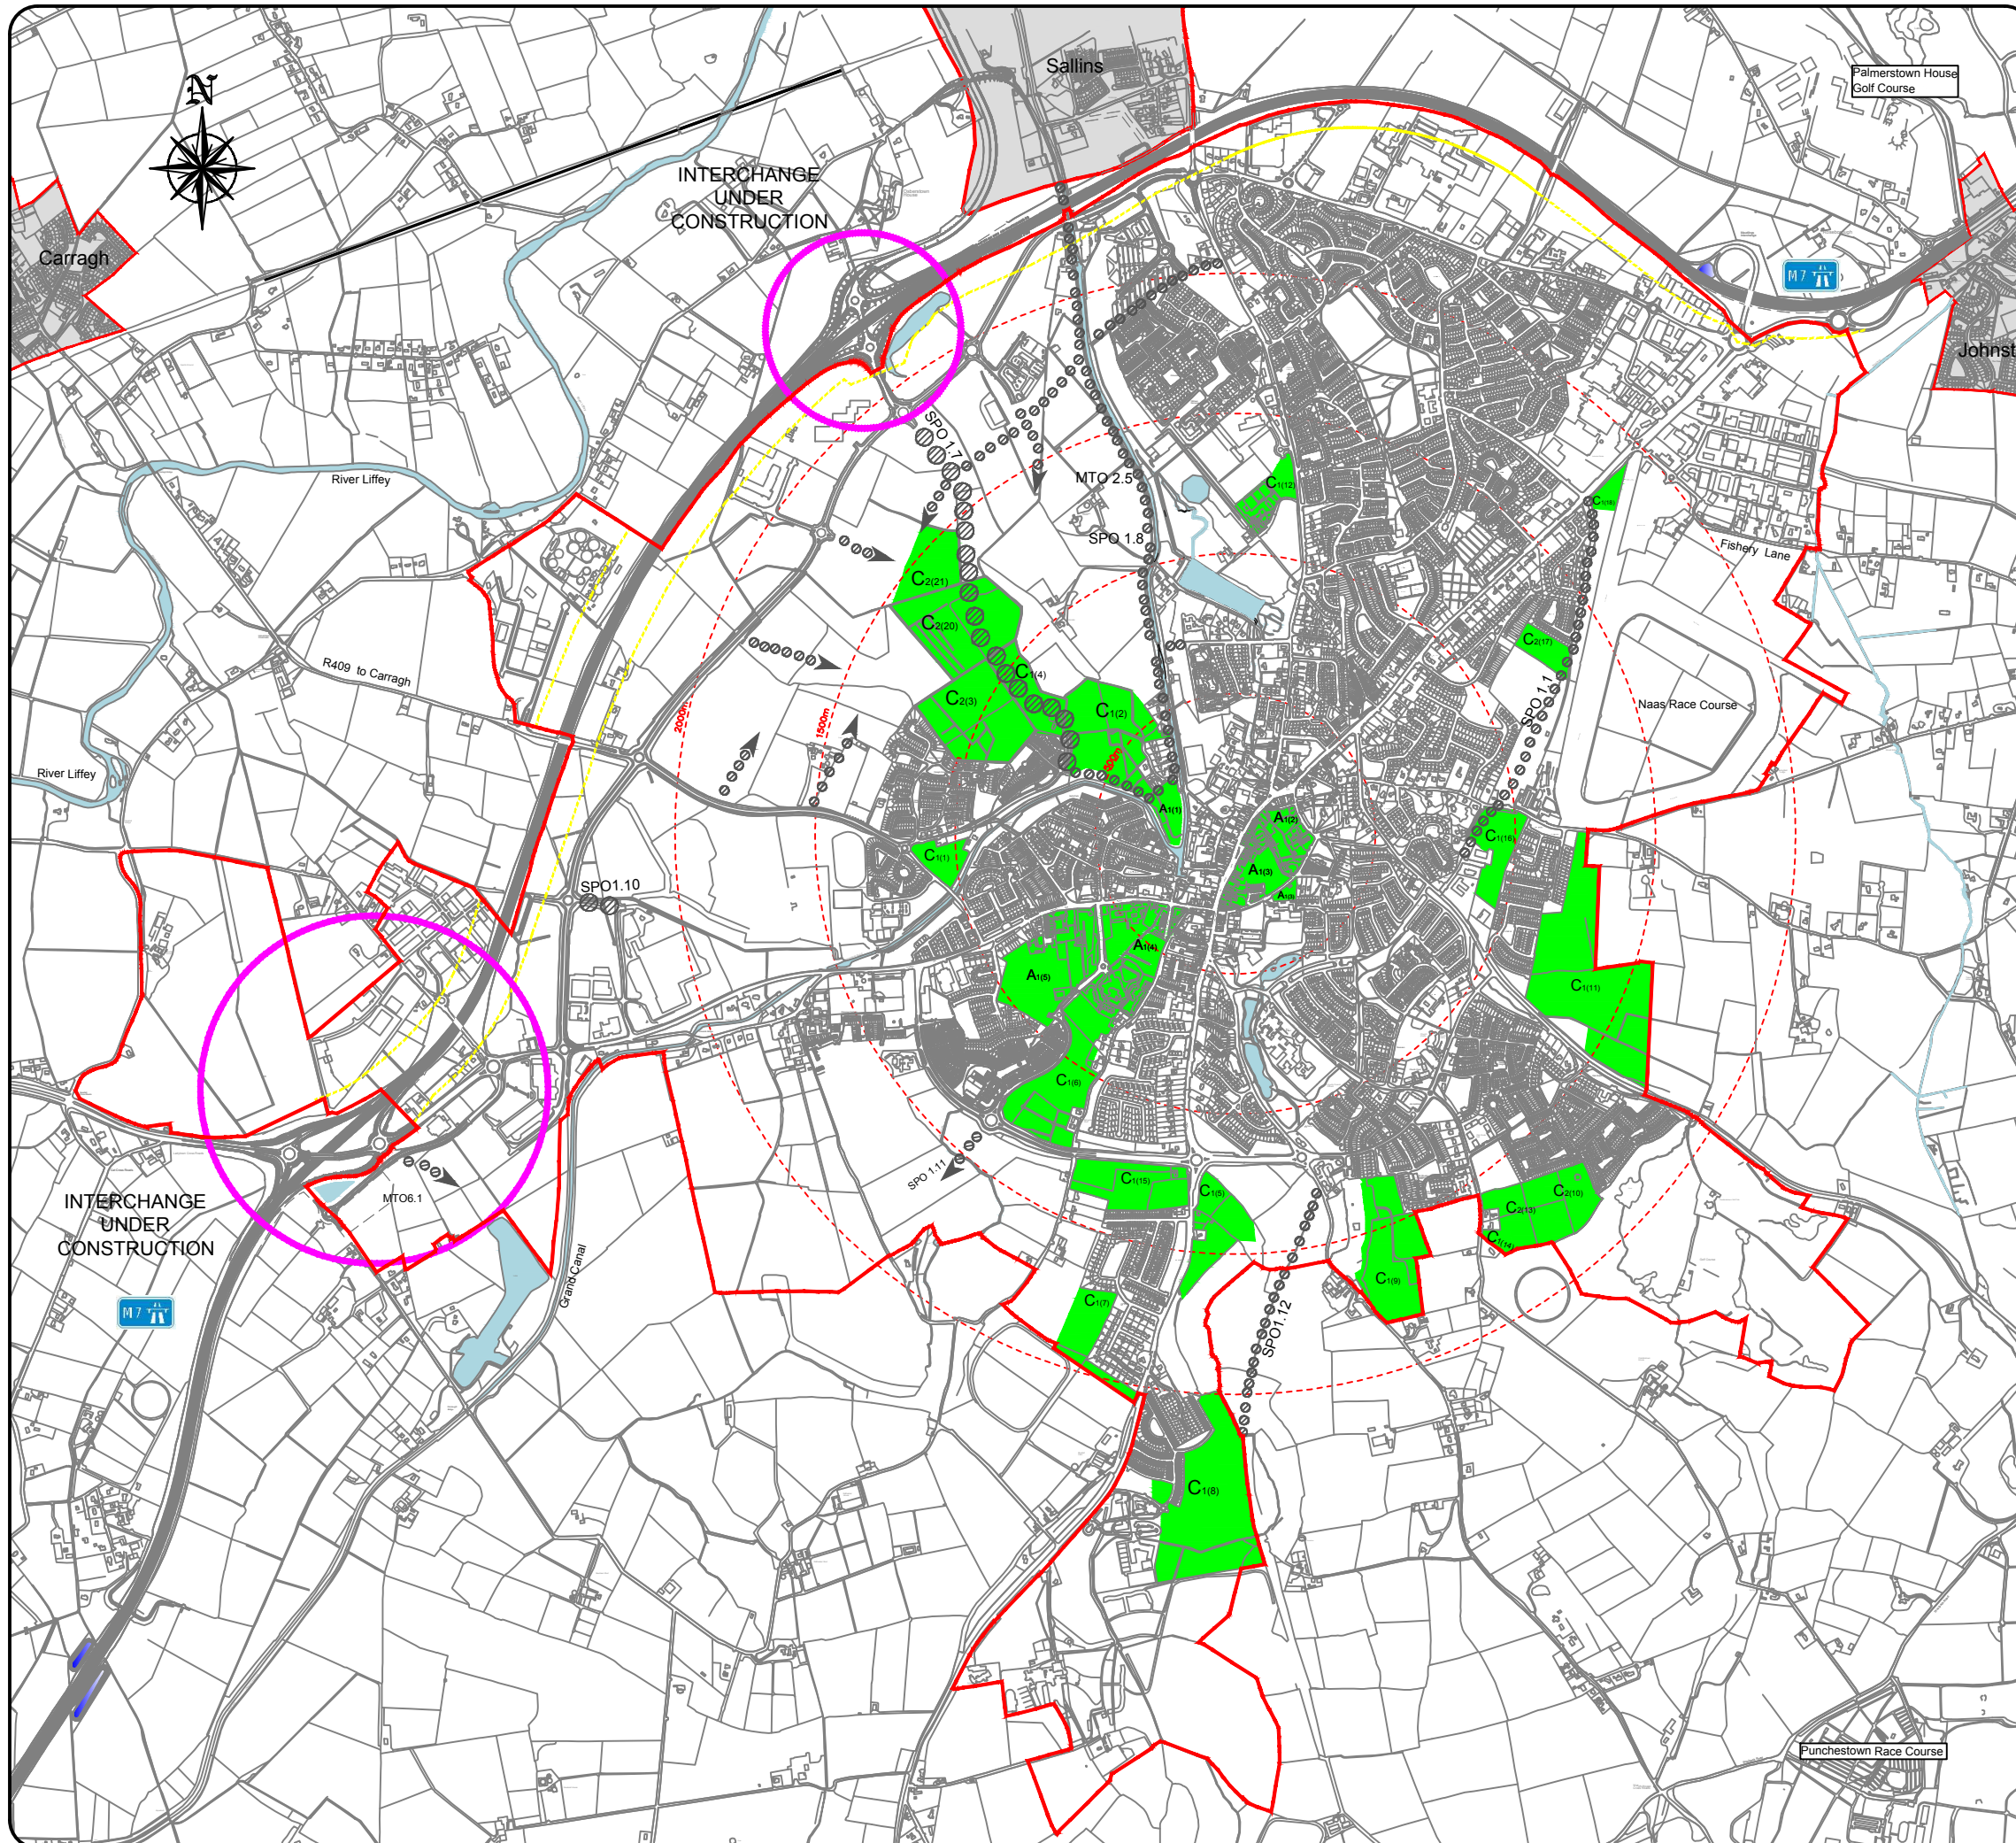 N
Sallins
Palmerstown House
Golf Course
INTERCHANGE
UNDER
CONSTRUCTION
Carragh
M7
Johnst
SPO 1.7
River Liffey
MTO 2.5
C1(12)
C1(18)
SPO 1.8
Fishery Lane
C2(21)
C2(20)
C2(17)
R409 to Carragh
C1(4)
C2(3)
C1(2)
SPO1.1
Naas Race Course
2000m
1500m
500m
River Liffey
A1(1)
A1(2)
C1(16)
C1(1)
A1(3)
SPO1.10
A1(3)
A1(4)
A1(5)
C1(11)
C1(6)
SPO 1.11
C1(15)
C1(5)
C2(10)
MTO6.1
C2(13)
INTERCHANGE
UNDER
CONSTRUCTION
C1(14)
Grand Canal
C1(9)
C1(7)
M7
SPO1.12
C1(8)
Punchestown Race Course